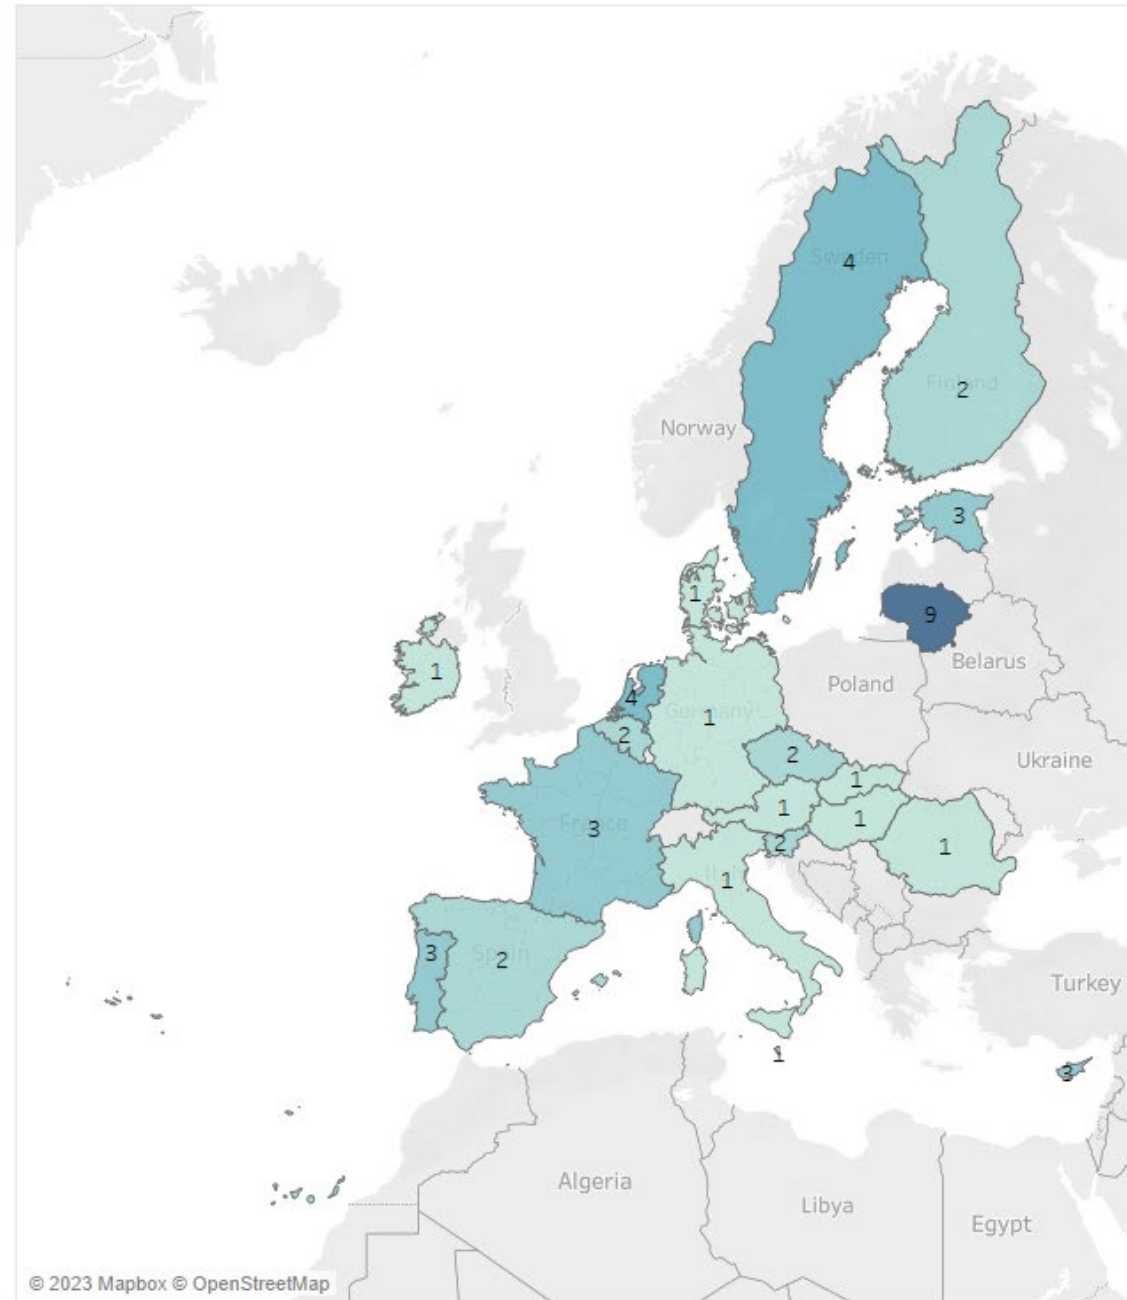 Sweden
4
Finland
2
Norway
3
1
9
1
Belarus
4
Poland
Germany
1
2
Ukraine
2
1
1
1
France
3
2
1
Italy
1
3
Spain
2
Turkey
1
3
Algeria
Libya
Egypt
© 2023 Mapbox © OpenStreetMap